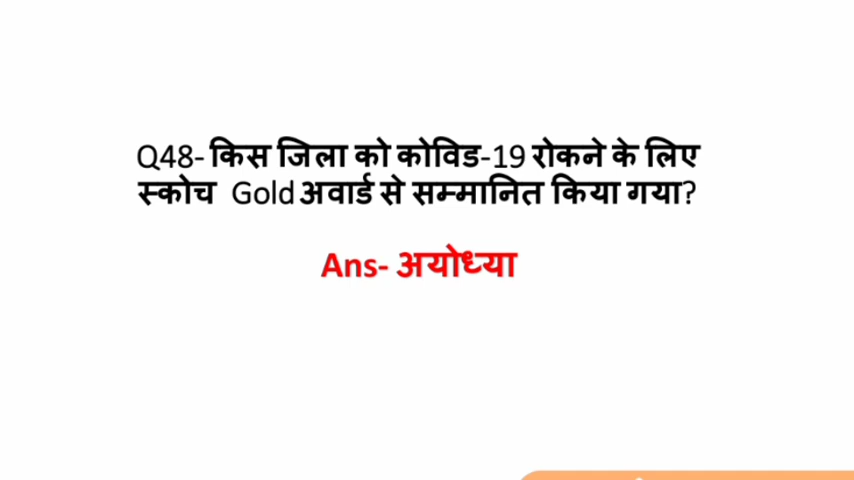 Q48- किस जिला को कोविड-19 रोकने के लिए
स्कोच Gold अवार्ड से सम्मानित किया गया?
Ans- अयोध्या